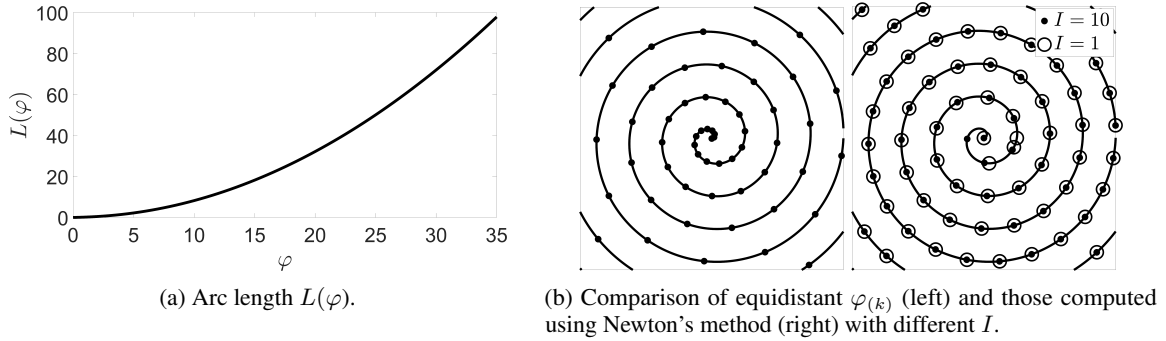 100
80
60
40
20
0
L(φ)
0 5 10 15 20 25 30 35
φ
(a) Arc length L(φ).
I = 10
I = 1
(b) Comparison of equidistant φ₍ₖ₎ (left) and those computed
using Newton's method (right) with different I.